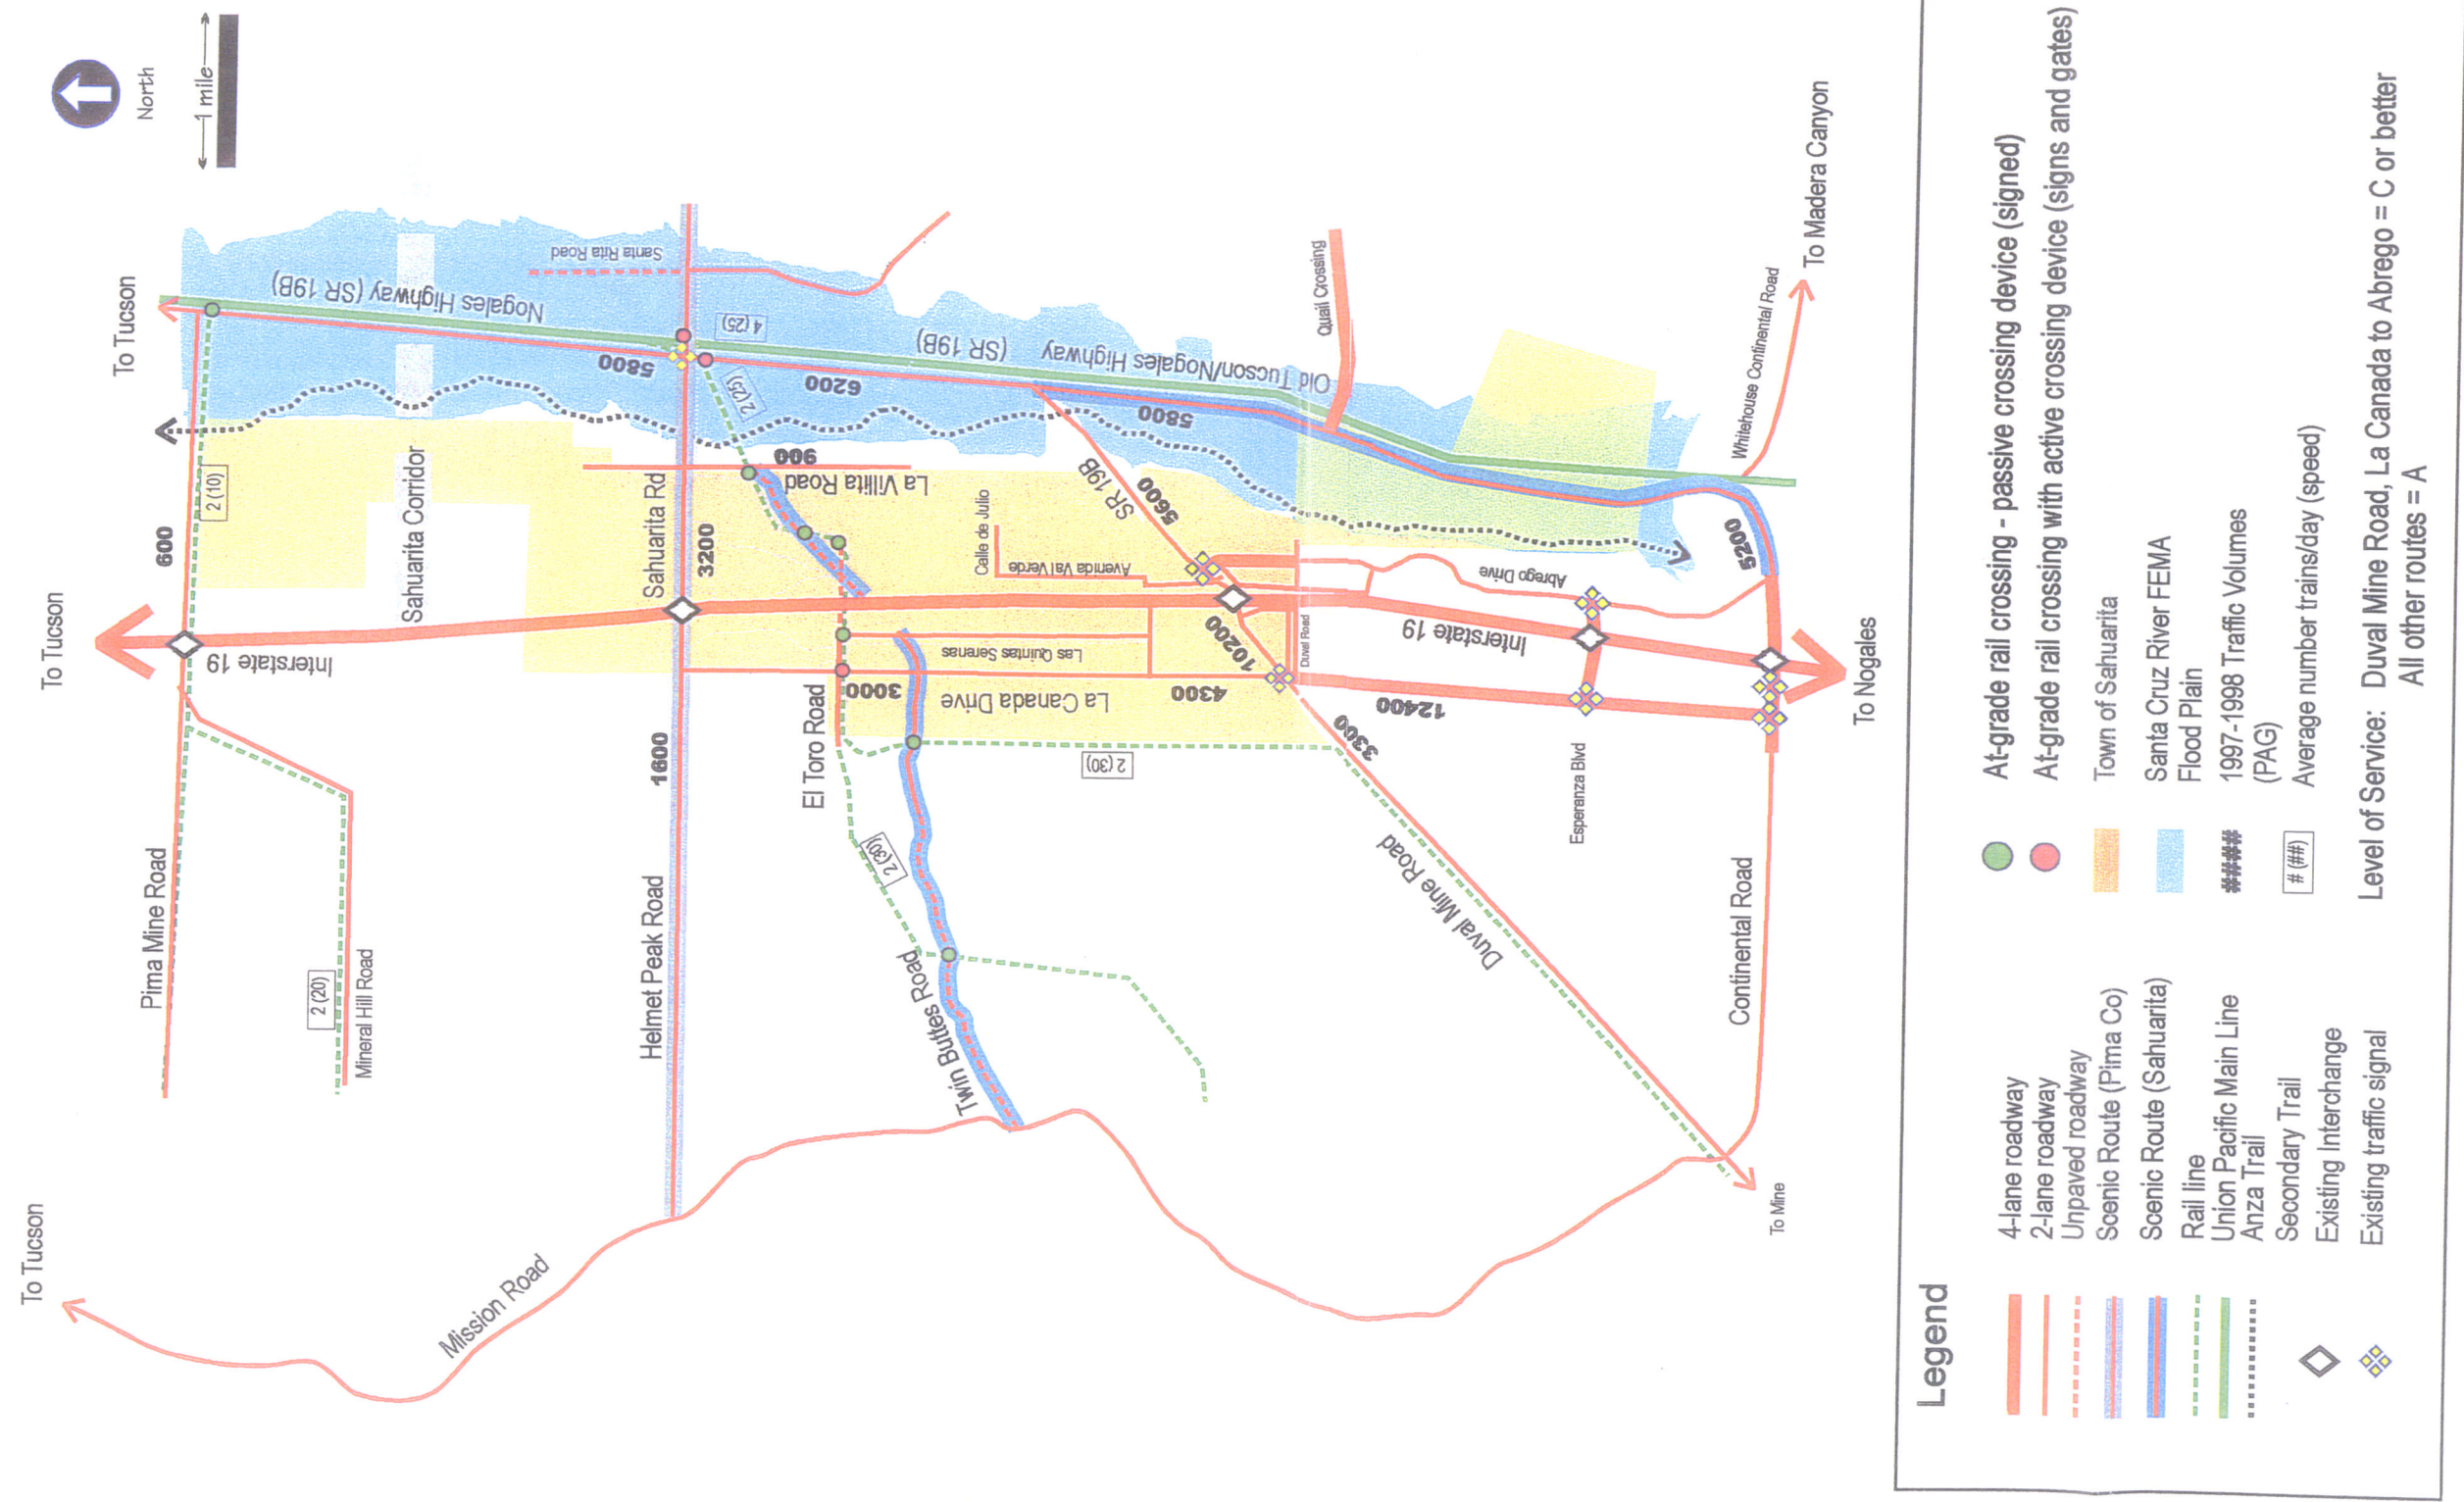 North
1 mile
To Tucson
To Tucson
To Tucson
Pima Mine Road
600
2 (10)
Interstate 19
Nogales Highway (SR 19B)
Sahuarita Corridor
2 (20)
Mineral Hill Road
Santa Rita Road
5800
Helmet Peak Road
1600
Sahuarita Rd
3200
4 (25)
2 (25)
6200
(SR 19B)
Old Tucson/Nogales Highway
900
La Villita Road
El Toro Road
3000
La Canada Drive
4300
Las Quintas Serenas
Calle de Julio
Avenida Val Verde
SR 19B
5600
5800
Quail Crossing
2 (30)
2 (30)
Twin Buttes Road
Mission Road
10200
Duval Road
3300
Duval Mine Road
12400
Interstate 19
Abrego Drive
Esperanza Blvd
Whitehouse Continental Road
To Madera Canyon
5200
Continental Road
To Mine
To Nogales
Legend
4-lane roadway
2-lane roadway
Unpaved roadway
Scenic Route (Pima Co)
Scenic Route (Sahuarita)
Rail line
Union Pacific Main Line
Anza Trail
Secondary Trail
Existing Interchange
Existing traffic signal
At-grade rail crossing - passive crossing device (signed)
At-grade rail crossing with active crossing device (signs and gates)
Town of Sahuarita
Santa Cruz River FEMA
Flood Plain
#### 1997-1998 Traffic Volumes
(PAG)
# (##) Average number trains/day (speed)
Level of Service: Duval Mine Road, La Canada to Abrego = C or better
All other routes = A